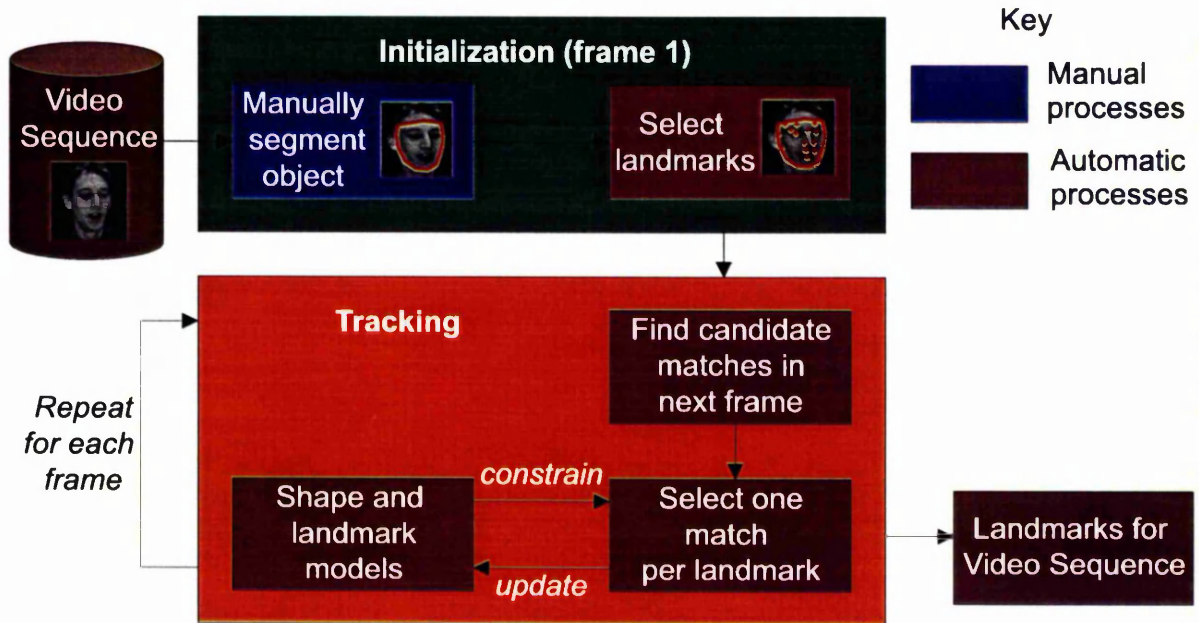 Video
Sequence
Initialization (frame 1)
Manually
segment
object
Select
landmarks
Key
Manual
processes
Automatic
processes
Tracking
Find candidate
matches in
next frame
Repeat
for each
frame
Shape and
landmark
models
constrain
update
Select one
match
per landmark
Landmarks for
Video Sequence